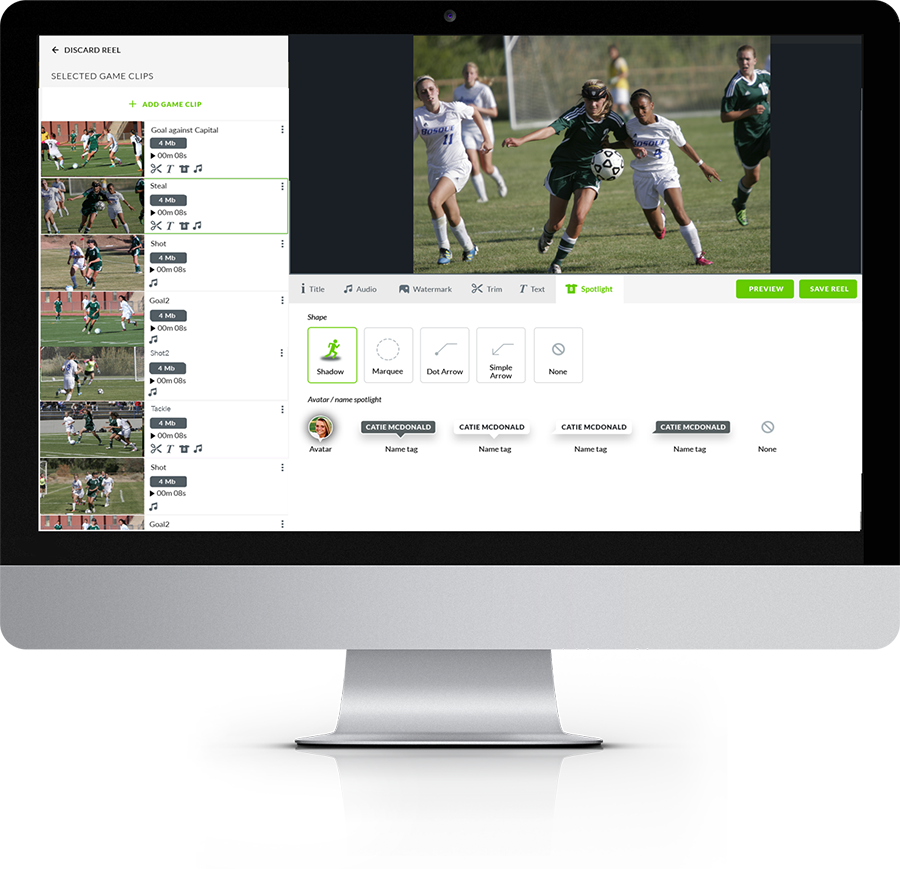 DISCARD REEL
SELECTED GAME CLIPS
+ ADD GAME CLIP
Goal against Capital
4 Mb
00m 08s
T
Steal
4 Mb
00m 08s
T
Shot
4 Mb
00m 08s
Goal2
4 Mb
00m 08s
Shot2
4 Mb
00m 08s
Tackle
4 Mb
00m 08s
T
Shot
4 Mb
00m 08s
Goal2
BOSQUE
11
4
i Title
Audio
Watermark
Trim
T Text
Spotlight
PREVIEW
SAVE REEL
Shape
Shadow
Marquee
Dot Arrow
Simple
Arrow
None
Avatar / name spotlight
CATIE MCDONALD
CATIE MCDONALD
CATIE MCDONALD
CATIE MCDONALD
Avatar
Name tag
Name tag
Name tag
Name tag
None